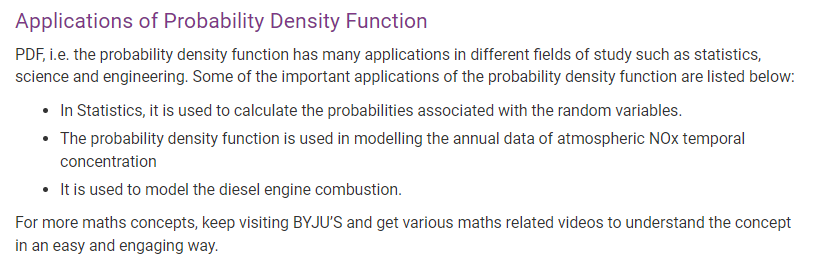 Applications of Probability Density Function
PDF, i.e. the probability density function has many applications in different fields of study such as statistics,
science and engineering. Some of the important applications of the probability density function are listed below:
• In Statistics, it is used to calculate the probabilities associated with the random variables.
• The probability density function is used in modelling the annual data of atmospheric NOx temporal
concentration
• It is used to model the diesel engine combustion.
For more maths concepts, keep visiting BYJU'S and get various maths related videos to understand the concept
in an easy and engaging way.